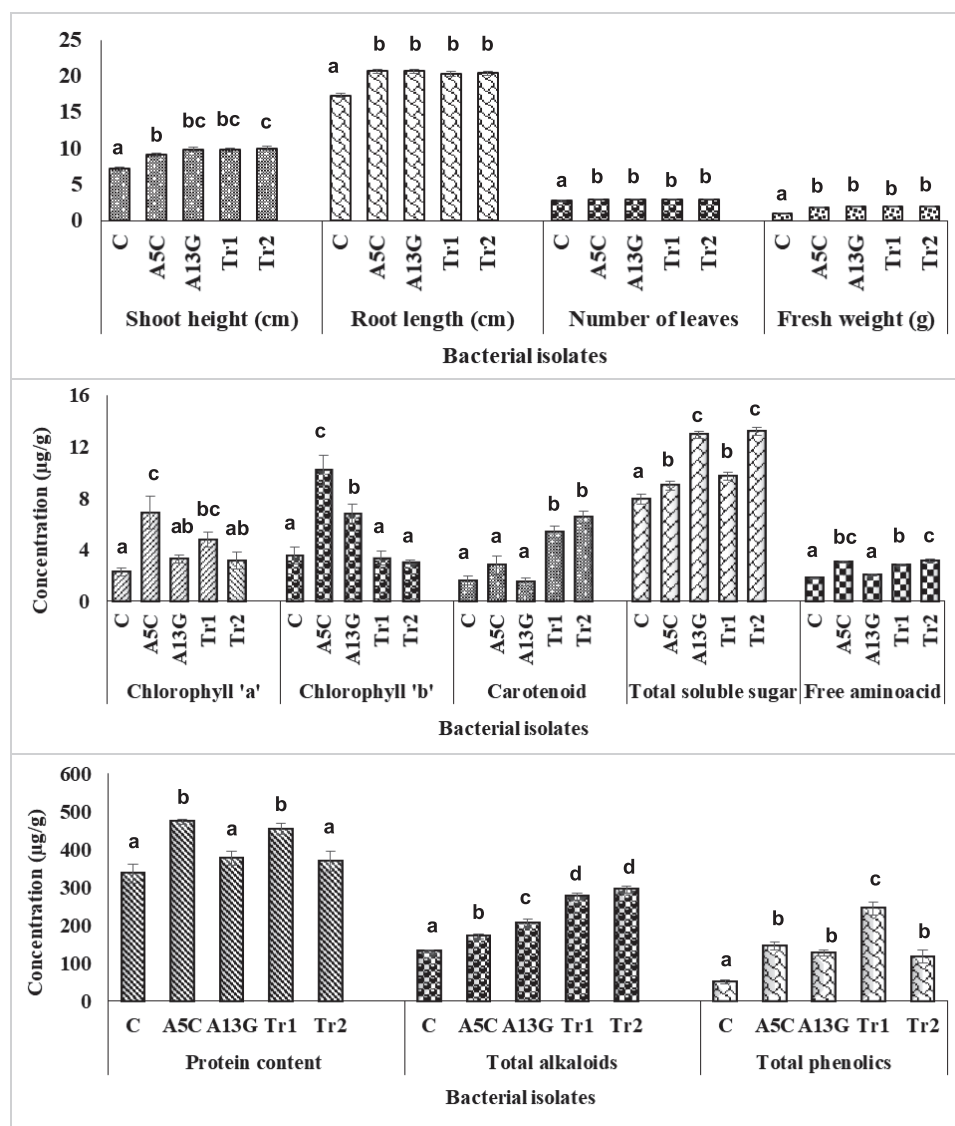 25
20
15
10
5
0
a b bc bc c
a b b b b
a b b b b
a b b b b
C A5C A13G Tr1 Tr2
C A5C A13G Tr1 Tr2
C A5C A13G Tr1 Tr2
C A5C A13G Tr1 Tr2
Shoot height (cm) Root length (cm) Number of leaves Fresh weight (g)
Bacterial isolates
Concentration (µg/g)
16
12
8
4
0
a c ab bc ab
a c b a a
a a a b b
a b c b c
a bc a b c
C A5C A13G Tr1 Tr2
C A5C A13G Tr1 Tr2
C A5C A13G Tr1 Tr2
C A5C A13G Tr1 Tr2
C A5C A13G Tr1 Tr2
Chlorophyll 'a' Chlorophyll 'b' Carotenoid Total soluble sugar Free aminoacid
Bacterial isolates
Concentration (µg/g)
600
500
400
300
200
100
0
a b a b a
a b c d d
a b b c b
C A5C A13G Tr1 Tr2
C A5C A13G Tr1 Tr2
C A5C A13G Tr1 Tr2
Protein content Total alkaloids Total phenolics
Bacterial isolates